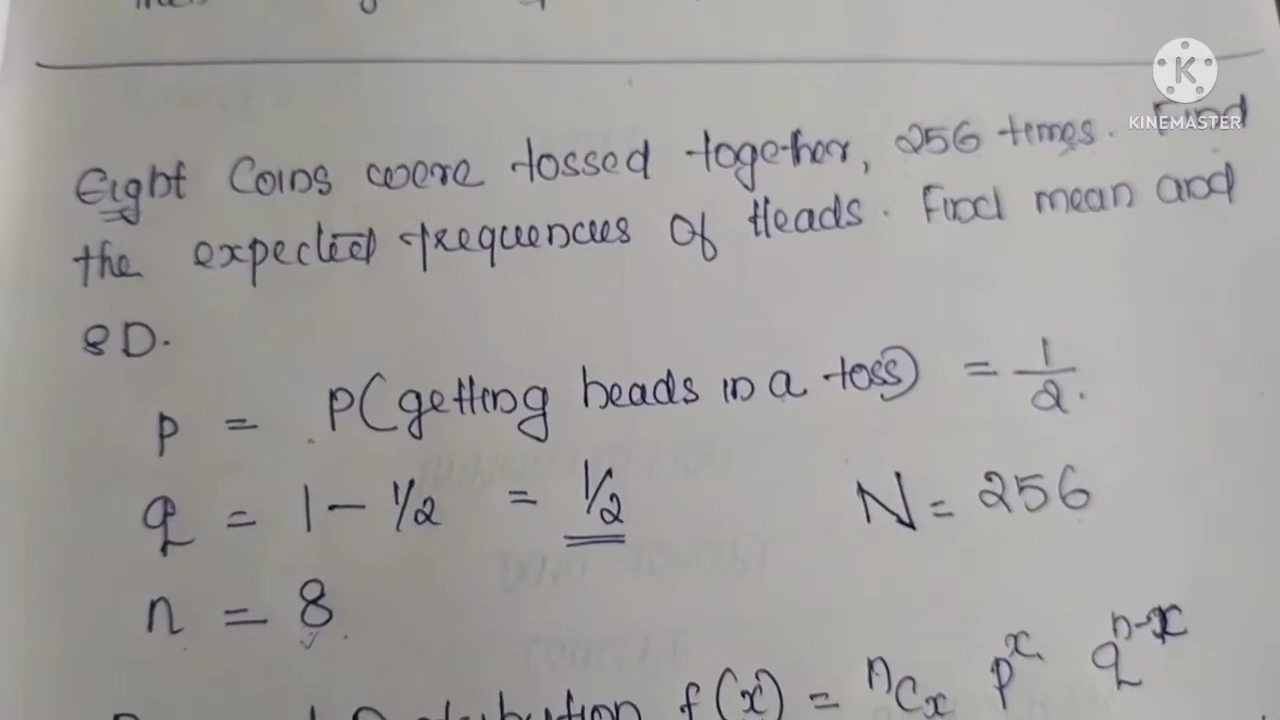 KINEMASTER
Eight Coins were tossed together, 256 times. Find
the expected frequencies of Heads. Find mean and
SD.
p = P(getting heads in a toss) = 1/2.
q = 1 - 1/2 = 1/2
N = 256
n = 8
f(x) = nCx p^x q^n-x